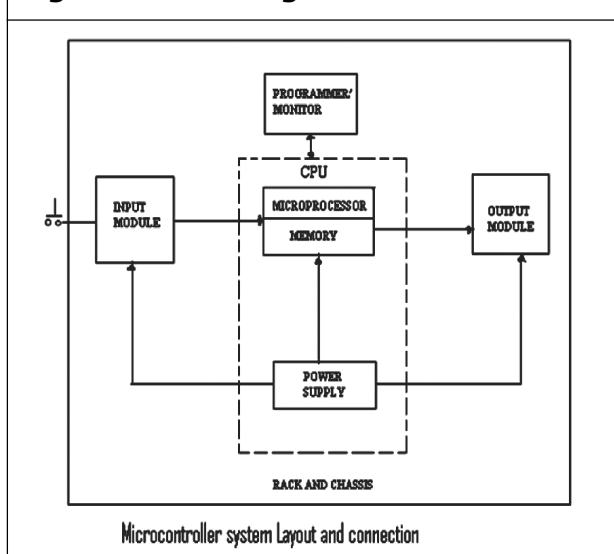 PROGRAMMER/
MONITOR
CPU
INPUT
MODULE
MICROPROCESSOR
MEMORY
OUTPUT
MODULE
POWER
SUPPLY
RACK AND CHASSIS
Microcontroller system Layout and connection